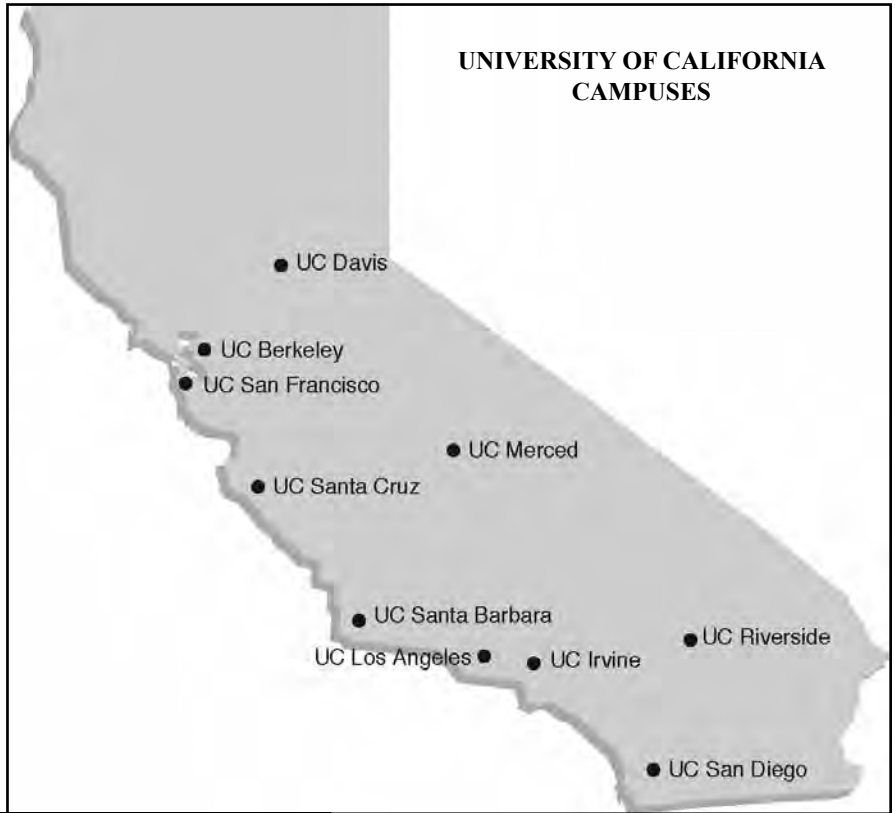 UNIVERSITY OF CALIFORNIA
CAMPUSES
UC Davis
UC Berkeley
UC San Francisco
UC Merced
UC Santa Cruz
UC Santa Barbara
UC Riverside
UC Los Angeles
UC Irvine
UC San Diego